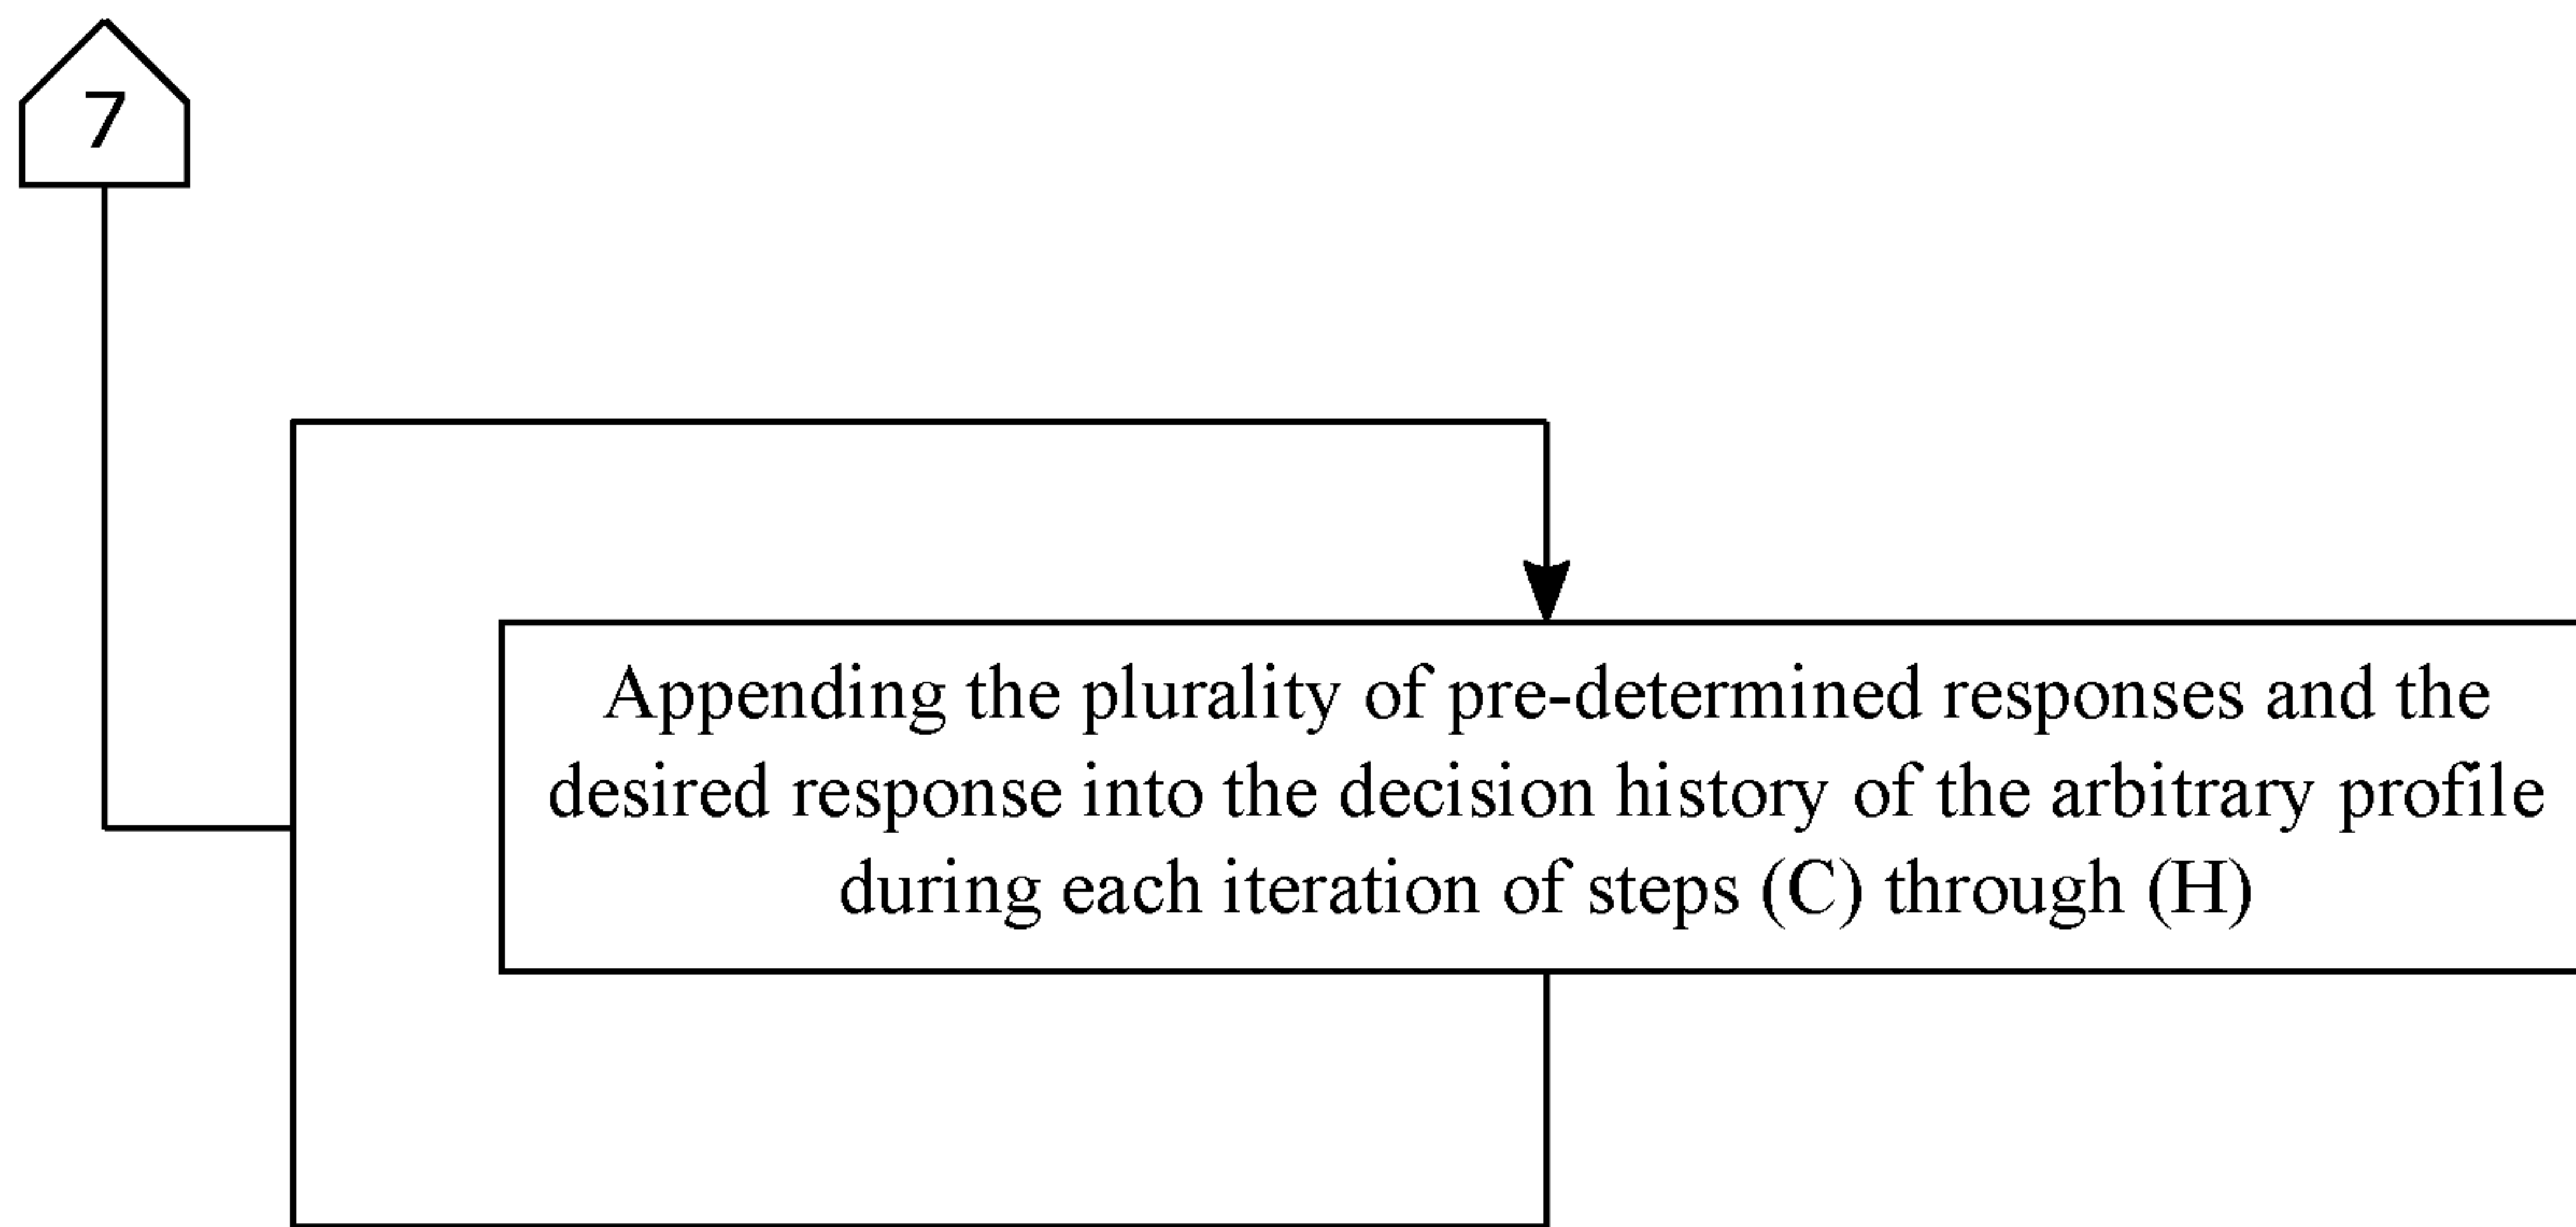 7
Appending the plurality of pre-determined responses and the
desired response into the decision history of the arbitrary profile
during each iteration of steps (C) through (H)